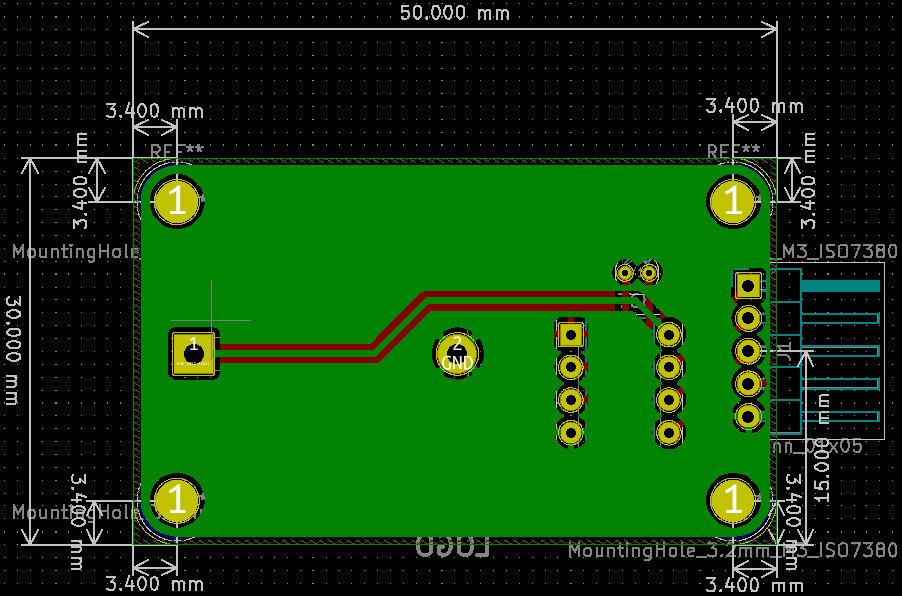 50.000 mm
3.400 mm
3.400 mm
REF**
REF**
3.400 mm
3.400 mm
1
1
MountingHole
_M3_ISO7380
30.000 mm
1
2
GND
15.000 mm
3.400 mm
3.400 mm
1
1
MountingHole
LOGO
MountingHole_3.2mm_M3_ISO7380
3.400 mm
3.400 mm